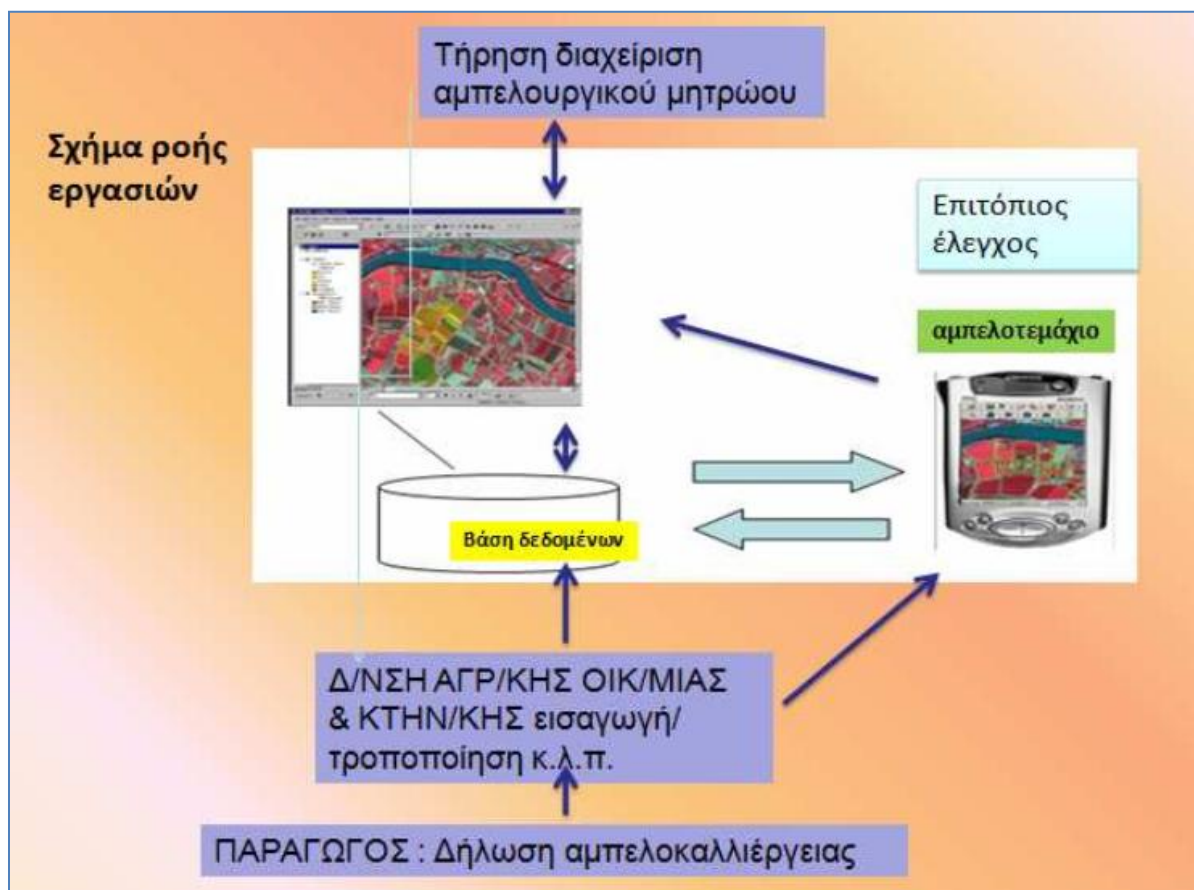 Τήρηση διαχείριση
αμπελουργικού μητρώου
Σχήμα ροής
εργασιών
Επιτόπιος
έλεγχος
αμπελοτεμάχιο
Βάση δεδομένων
Δ/ΝΣΗ ΑΓΡ/ΚΗΣ ΟΙΚ/ΜΙΑΣ
& ΚΤΗΝ/ΚΗΣ εισαγωγή/
τροποποίηση κ.λ.π.
ΠΑΡΑΓΩΓΟΣ : Δήλωση αμπελοκαλλιέργειας